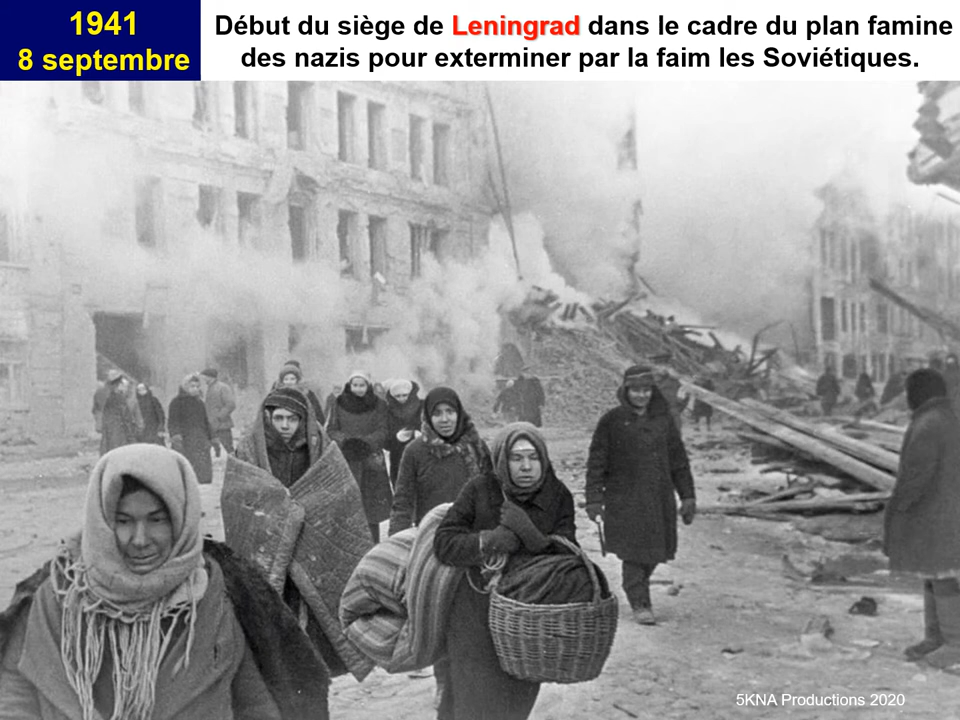 1941
8 septembre
Début du siège de Leningrad dans le cadre du plan famine
des nazis pour exterminer par la faim les Soviétiques.
5KNA Productions 2020